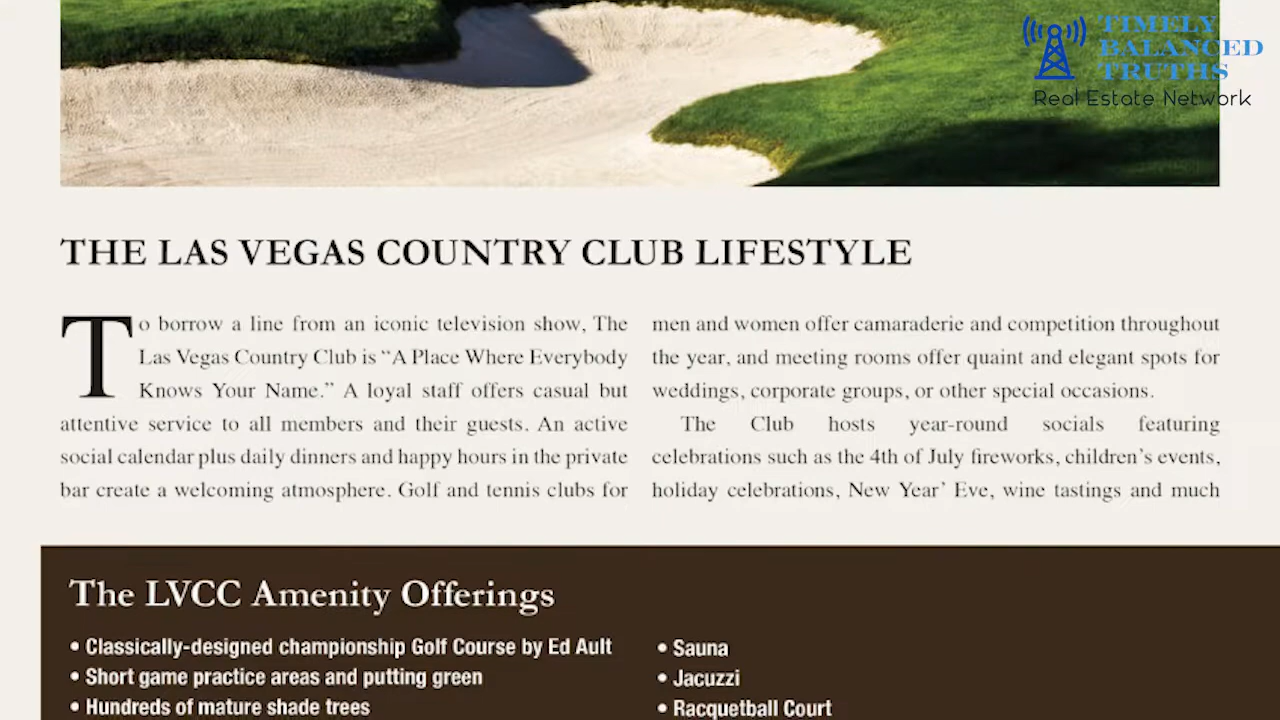 TIMELY
BALANCED
TRUTHS
Real Estate Network
THE LAS VEGAS COUNTRY CLUB LIFESTYLE
To borrow a line from an iconic television show, The
Las Vegas Country Club is “A Place Where Everybody
Knows Your Name.” A loyal staff offers casual but
attentive service to all members and their guests. An active
social calendar plus daily dinners and happy hours in the private
bar create a welcoming atmosphere. Golf and tennis clubs for
men and women offer camaraderie and competition throughout
the year, and meeting rooms offer quaint and elegant spots for
weddings, corporate groups, or other special occasions.
The Club hosts year-round socials featuring
celebrations such as the 4th of July fireworks, children’s events,
holiday celebrations, New Year’ Eve, wine tastings and much
The LVCC Amenity Offerings
• Classically-designed championship Golf Course by Ed Ault
• Short game practice areas and putting green
• Hundreds of mature shade trees
• Sauna
• Jacuzzi
• Racquetball Court